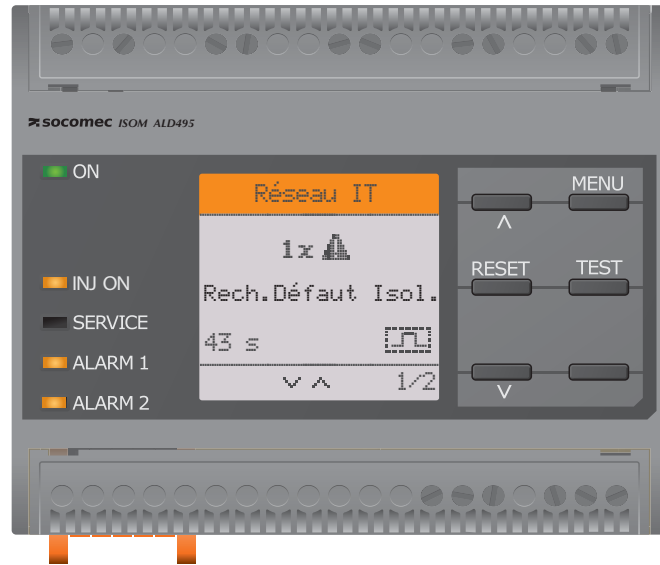 socomec ISOM ALD495
ON
INJ ON
SERVICE
ALARM 1
ALARM 2
Réseau IT
1x
Rech.Défaut Isol.
43 s
1/2
MENU
RESET TEST